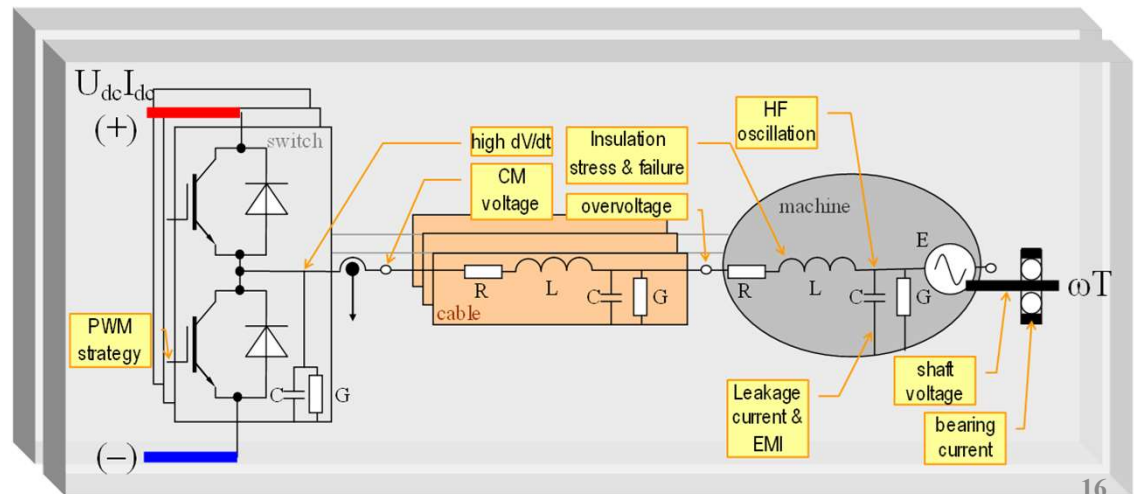 UdcIdc
(+)
switch
high dV/dt
CM
voltage
Insulation
stress & failure
overvoltage
HF
oscillation
machine
E
R
L
C
G
cable
R
L
C
G
ωT
PWM
strategy
C
G
Leakage
current &
EMI
shaft
voltage
bearing
current
(−)
16